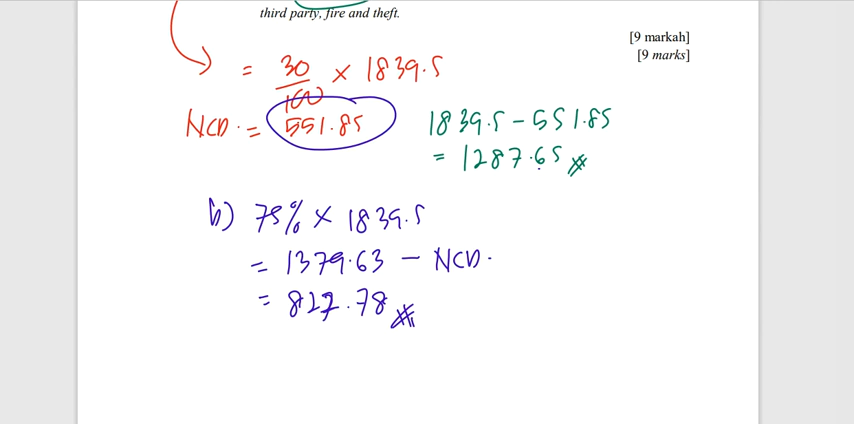 third party, fire and theft.
[9 markah]
[9 marks]
= 30/100 × 1839.5
NCD. = 551.85
1839.5 - 551.85
= 1287.65
b) 75% × 1839.5
= 1379.63 - NCD.
= 827.78